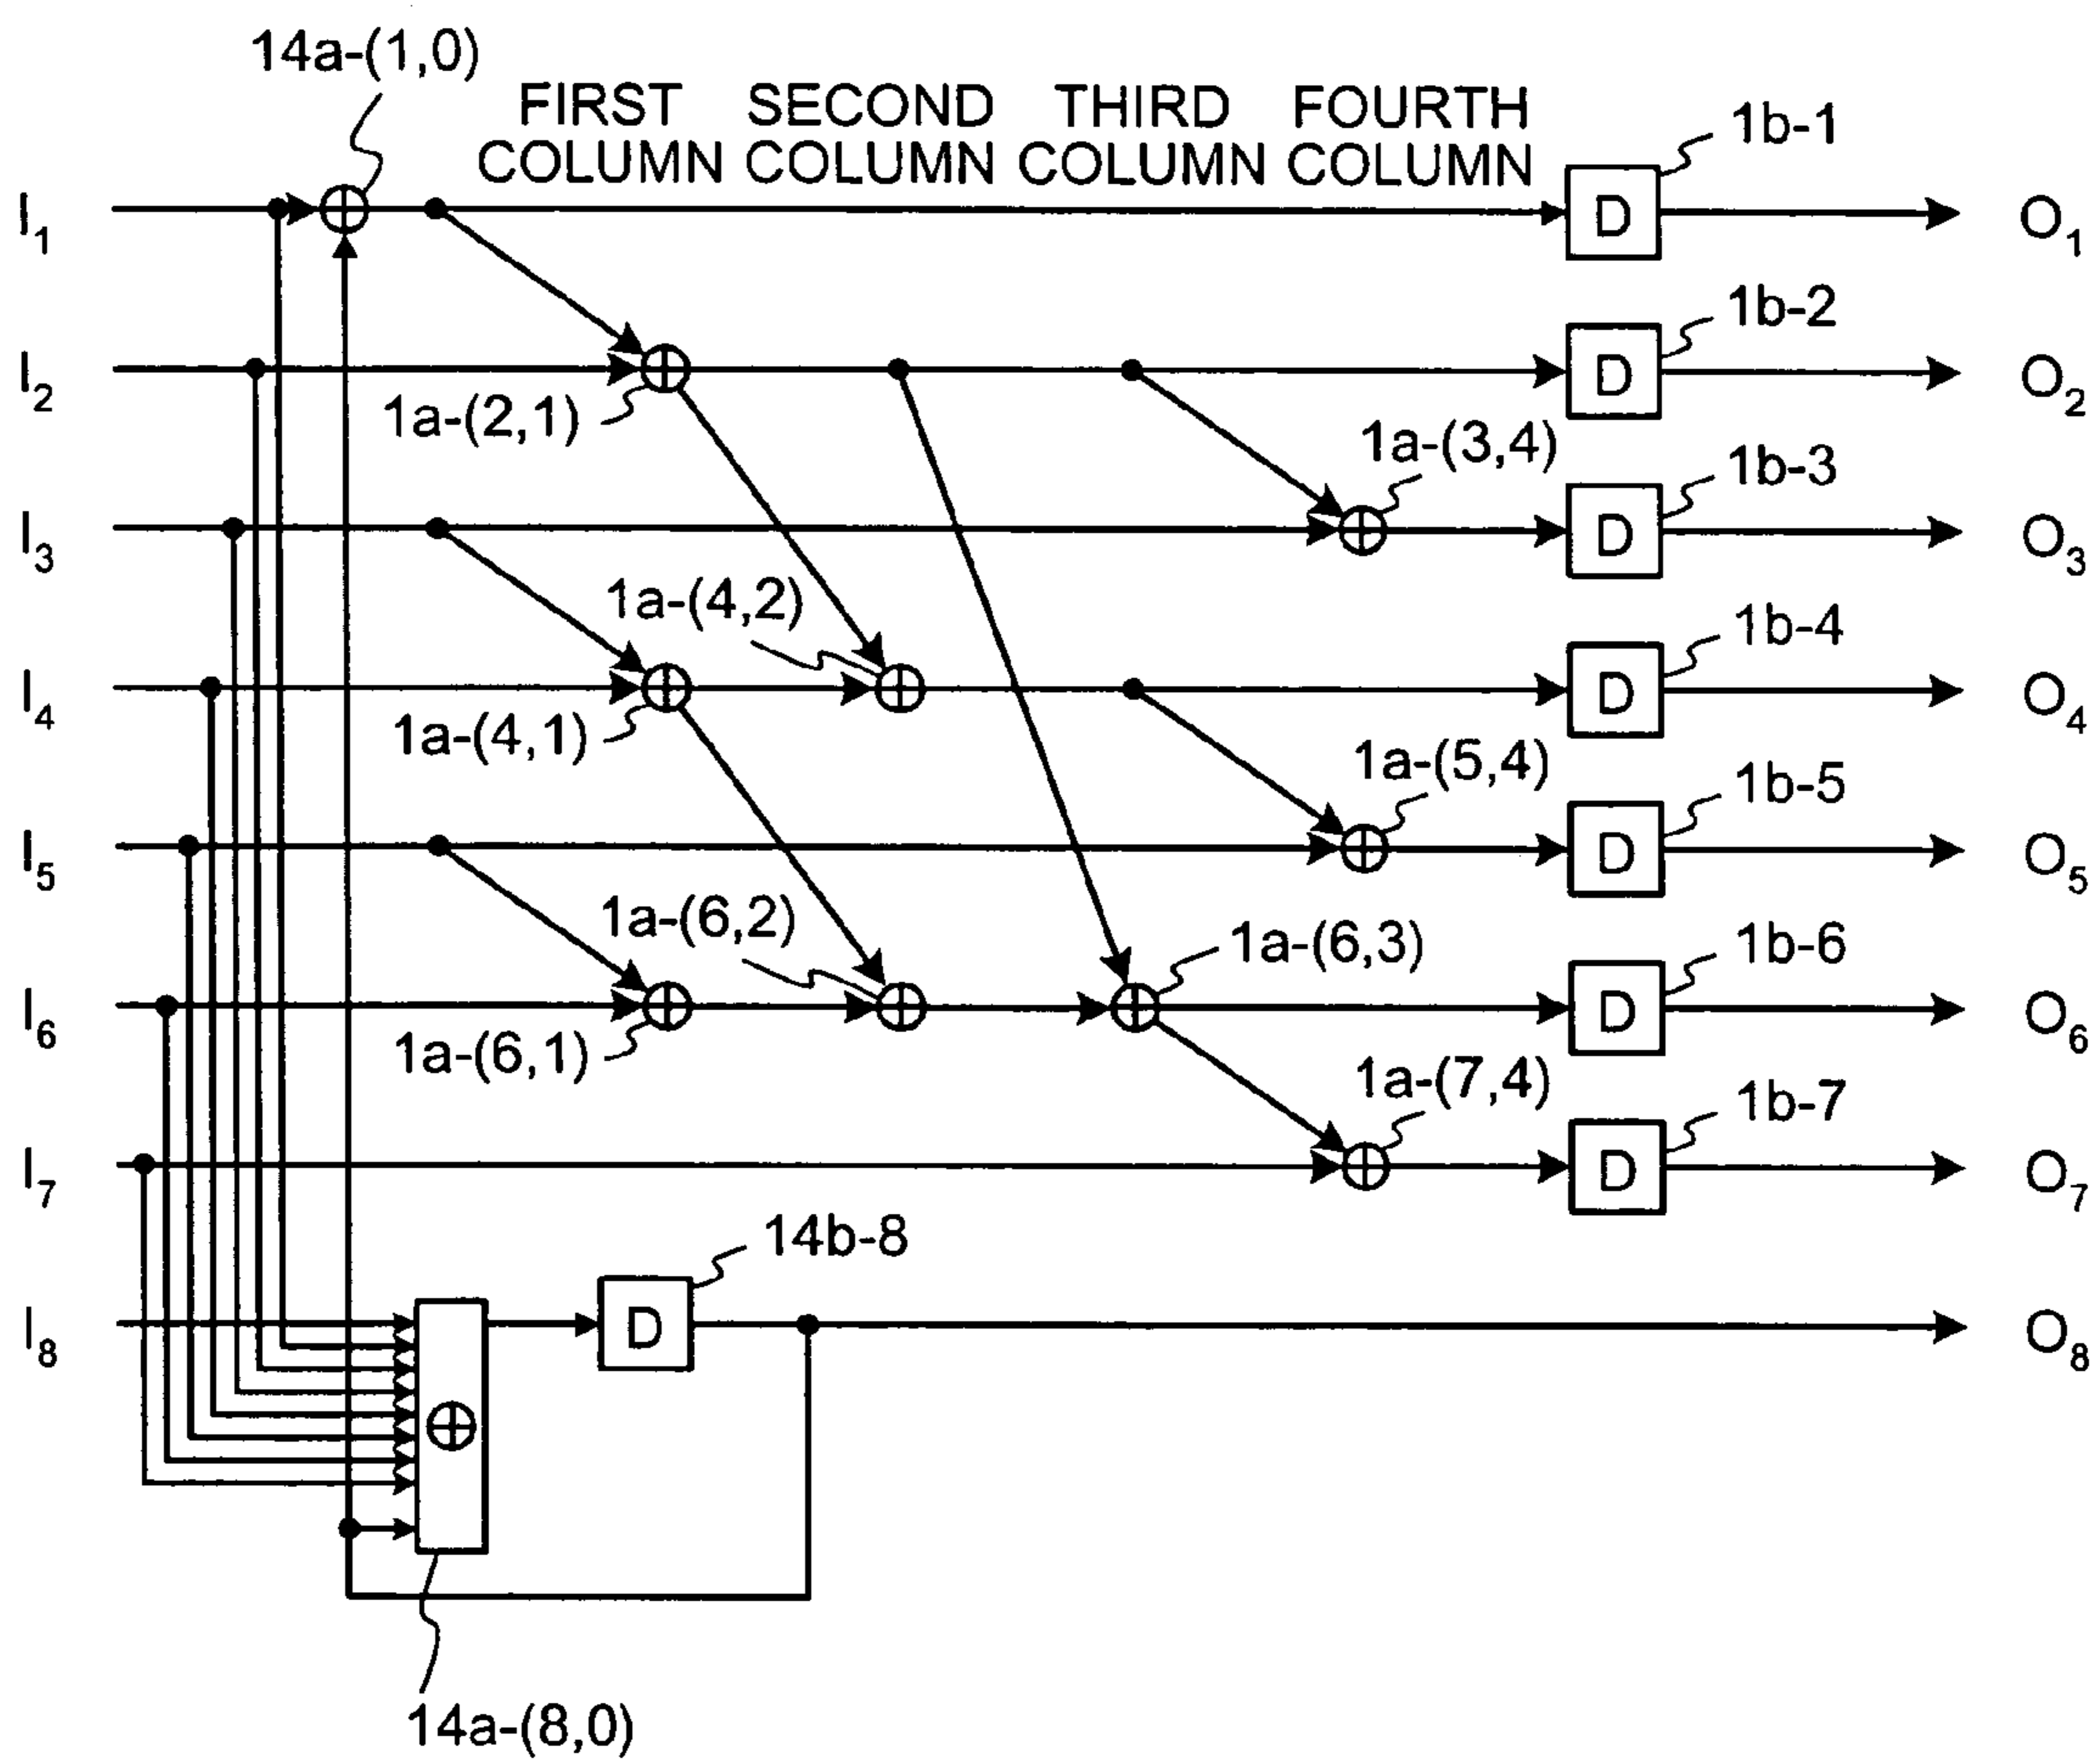 14a-(1,0)
FIRST COLUMN
SECOND COLUMN
THIRD COLUMN
FOURTH COLUMN
1b-1
I1
D
O1
1b-2
I2
D
O2
1a-(2,1)
1a-(3,4)
1b-3
I3
D
O3
1a-(4,2)
1b-4
I4
D
O4
1a-(4,1)
1a-(5,4)
1b-5
I5
D
O5
1a-(6,2)
1a-(6,3)
1b-6
I6
D
O6
1a-(6,1)
1a-(7,4)
1b-7
I7
D
O7
14b-8
I8
D
O8
14a-(8,0)